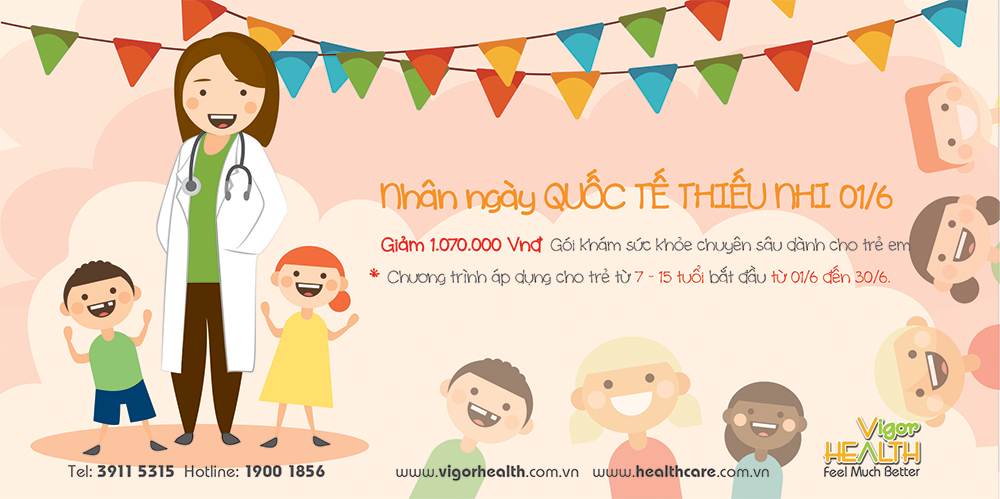 Nhân ngày QUỐC TẾ THIẾU NHI 01/6
Giảm 1.070.000 Vnđ Gói khám sức khỏe chuyên sâu dành cho trẻ em
* Chương trình áp dụng cho trẻ từ 7 - 15 tuổi bắt đầu từ 01/6 đến 30/6.
Tel: 3911 5315 Hotline: 1900 1856
www.vigorhealth.com.vn www.healthcare.com.vn
Vigor
HEALTH
Feel Much Better